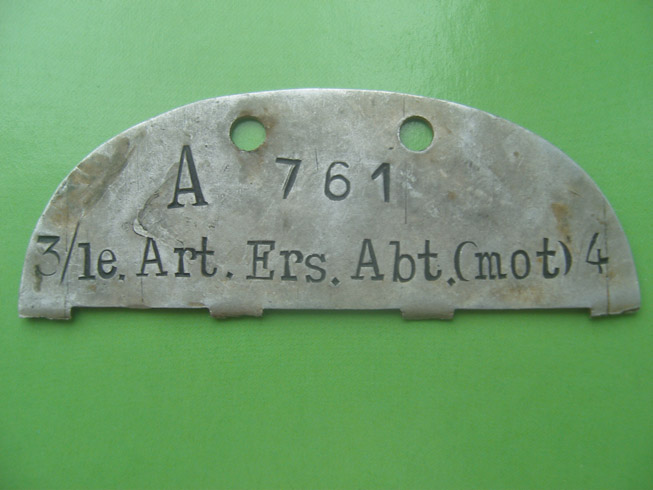 A 761
3/le. Art. Ers. Abt. (mot) 4